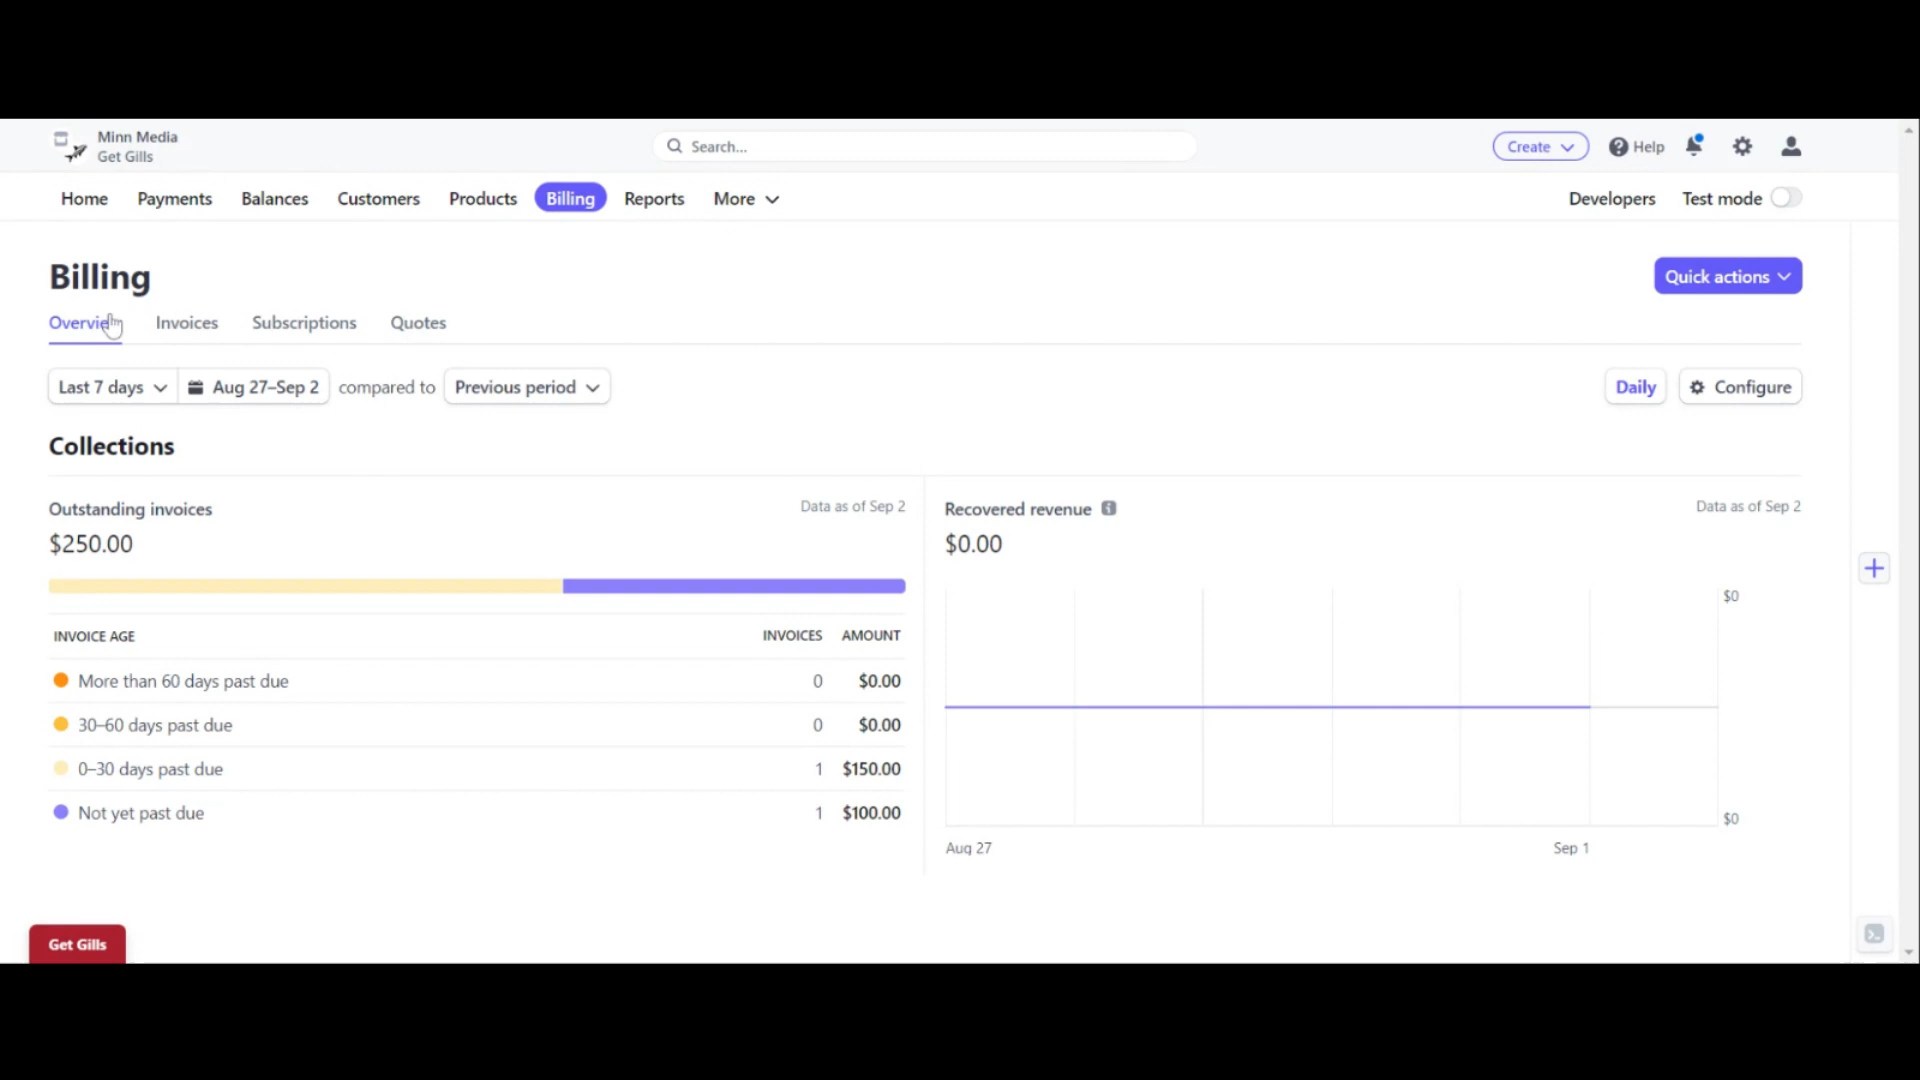 Minn Media
Get Gills
Search...
Create
Help
Home
Payments
Balances
Customers
Products
Billing
Reports
More
Developers
Test mode
Billing
Quick actions
Overvie
Invoices
Subscriptions
Quotes
Last 7 days
Aug 27–Sep 2
compared to
Previous period
Daily
Configure
Collections
Outstanding invoices
Data as of Sep 2
$250.00
INVOICE AGE
INVOICES
AMOUNT
More than 60 days past due
0
$0.00
30–60 days past due
0
$0.00
0–30 days past due
1
$150.00
Not yet past due
1
$100.00
Recovered revenue
Data as of Sep 2
$0.00
$0
$0
Aug 27
Sep 1
Get Gills